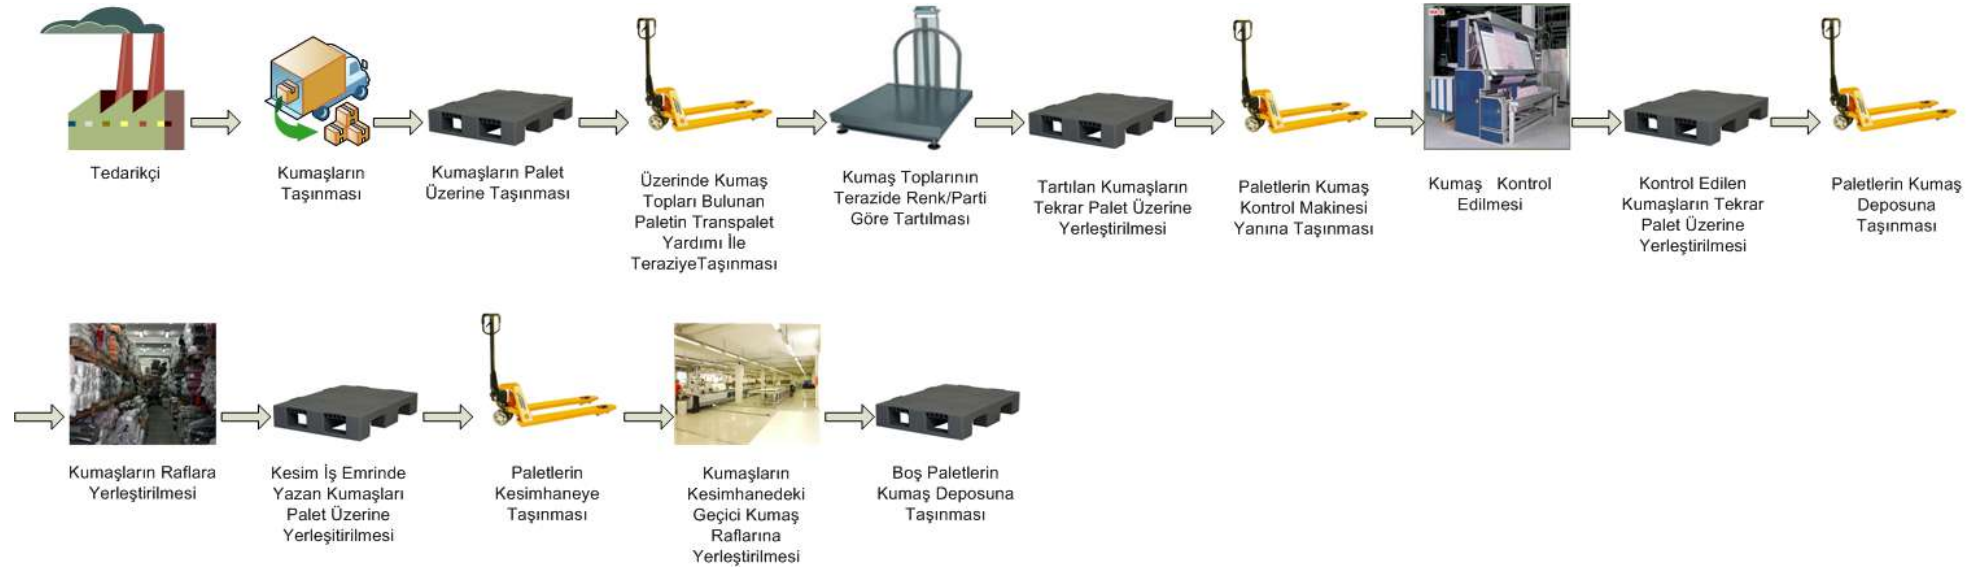 Tedarikçi
Kumaşların
Taşınması
Kumaşların Palet
Üzerine Taşınması
Üzerinde Kumaş
Topları Bulunan
Paletin Transpalet
Yardımı İle
TeraziyeTaşınması
Kumaş Toplarının
Terazide Renk/Parti
Göre Tartılması
Tartılan Kumaşların
Tekrar Palet Üzerine
Yerleştirilmesi
Paletlerin Kumaş
Kontrol Makinesi
Yanına Taşınması
Kumaş Kontrol
Edilmesi
Kontrol Edilen
Kumaşların Tekrar
Palet Üzerine
Yerleştirilmesi
Paletlerin Kumaş
Deposuna
Taşınması
Kumaşların Raflara
Yerleştirilmesi
Kesim İş Emrinde
Yazan Kumaşları
Palet Üzerine
Yerleşitirilmesi
Paletlerin
Kesimhaneye
Taşınması
Kumaşların
Kesimhanedeki
Geçici Kumaş
Raflarına
Yerleştirilmesi
Boş Paletlerin
Kumaş Deposuna
Taşınması